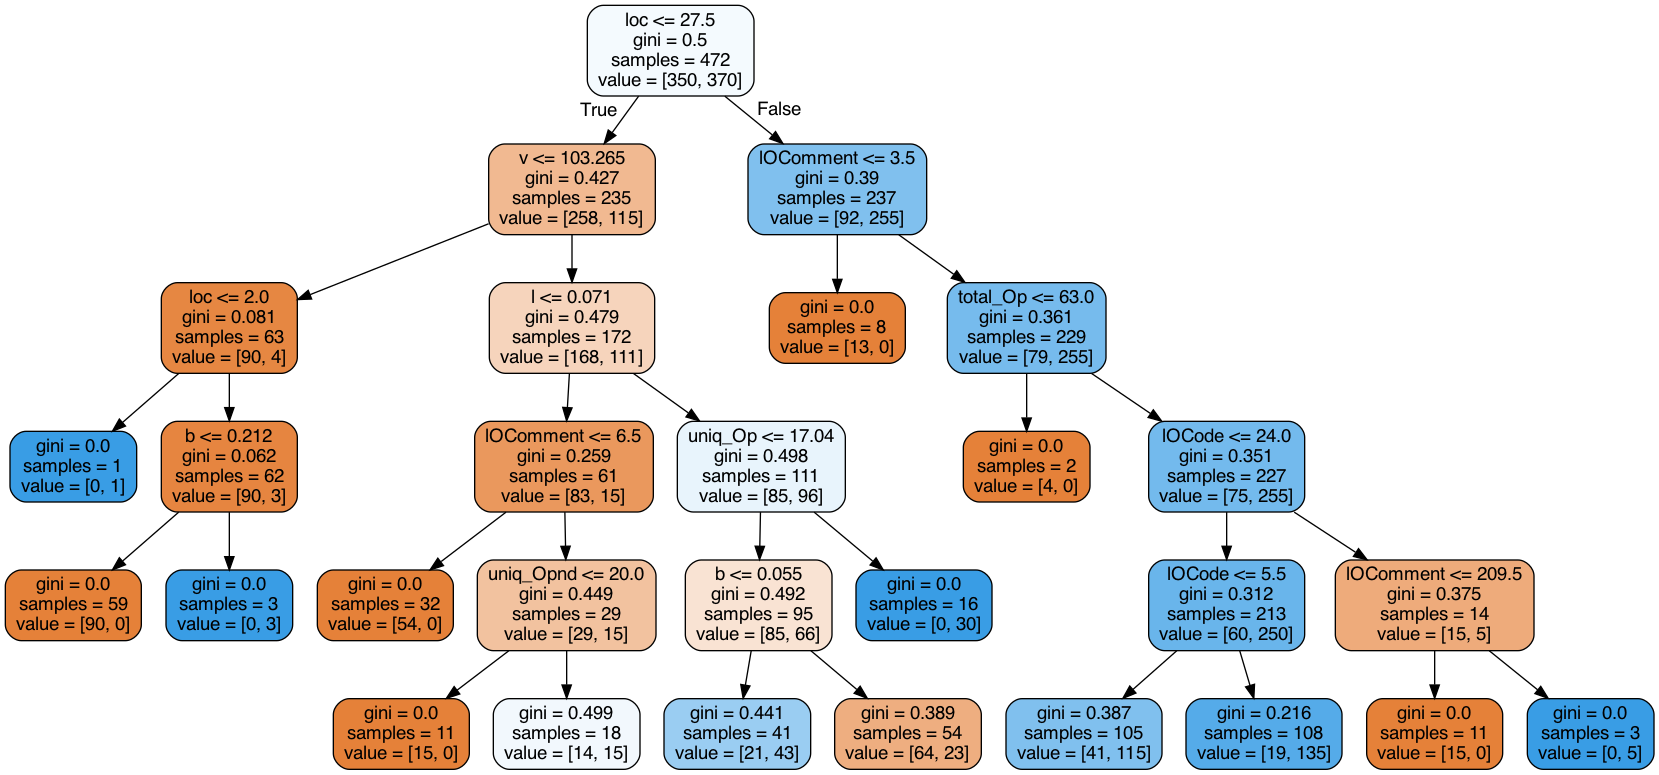 loc <= 27.5
gini = 0.5
samples = 472
value = [350, 370]
True
False
v <= 103.265
gini = 0.427
samples = 235
value = [258, 115]
lOComment <= 3.5
gini = 0.39
samples = 237
value = [92, 255]
loc <= 2.0
gini = 0.081
samples = 63
value = [90, 4]
l <= 0.071
gini = 0.479
samples = 172
value = [168, 111]
gini = 0.0
samples = 8
value = [13, 0]
total_Op <= 63.0
gini = 0.361
samples = 229
value = [79, 255]
gini = 0.0
samples = 1
value = [0, 1]
b <= 0.212
gini = 0.062
samples = 62
value = [90, 3]
lOComment <= 6.5
gini = 0.259
samples = 61
value = [83, 15]
uniq_Op <= 17.04
gini = 0.498
samples = 111
value = [85, 96]
gini = 0.0
samples = 2
value = [4, 0]
lOCode <= 24.0
gini = 0.351
samples = 227
value = [75, 255]
gini = 0.0
samples = 59
value = [90, 0]
gini = 0.0
samples = 3
value = [0, 3]
gini = 0.0
samples = 32
value = [54, 0]
uniq_Opnd <= 20.0
gini = 0.449
samples = 29
value = [29, 15]
b <= 0.055
gini = 0.492
samples = 95
value = [85, 66]
gini = 0.0
samples = 16
value = [0, 30]
lOCode <= 5.5
gini = 0.312
samples = 213
value = [60, 250]
lOComment <= 209.5
gini = 0.375
samples = 14
value = [15, 5]
gini = 0.0
samples = 11
value = [15, 0]
gini = 0.499
samples = 18
value = [14, 15]
gini = 0.441
samples = 41
value = [21, 43]
gini = 0.389
samples = 54
value = [64, 23]
gini = 0.387
samples = 105
value = [41, 115]
gini = 0.216
samples = 108
value = [19, 135]
gini = 0.0
samples = 11
value = [15, 0]
gini = 0.0
samples = 3
value = [0, 5]